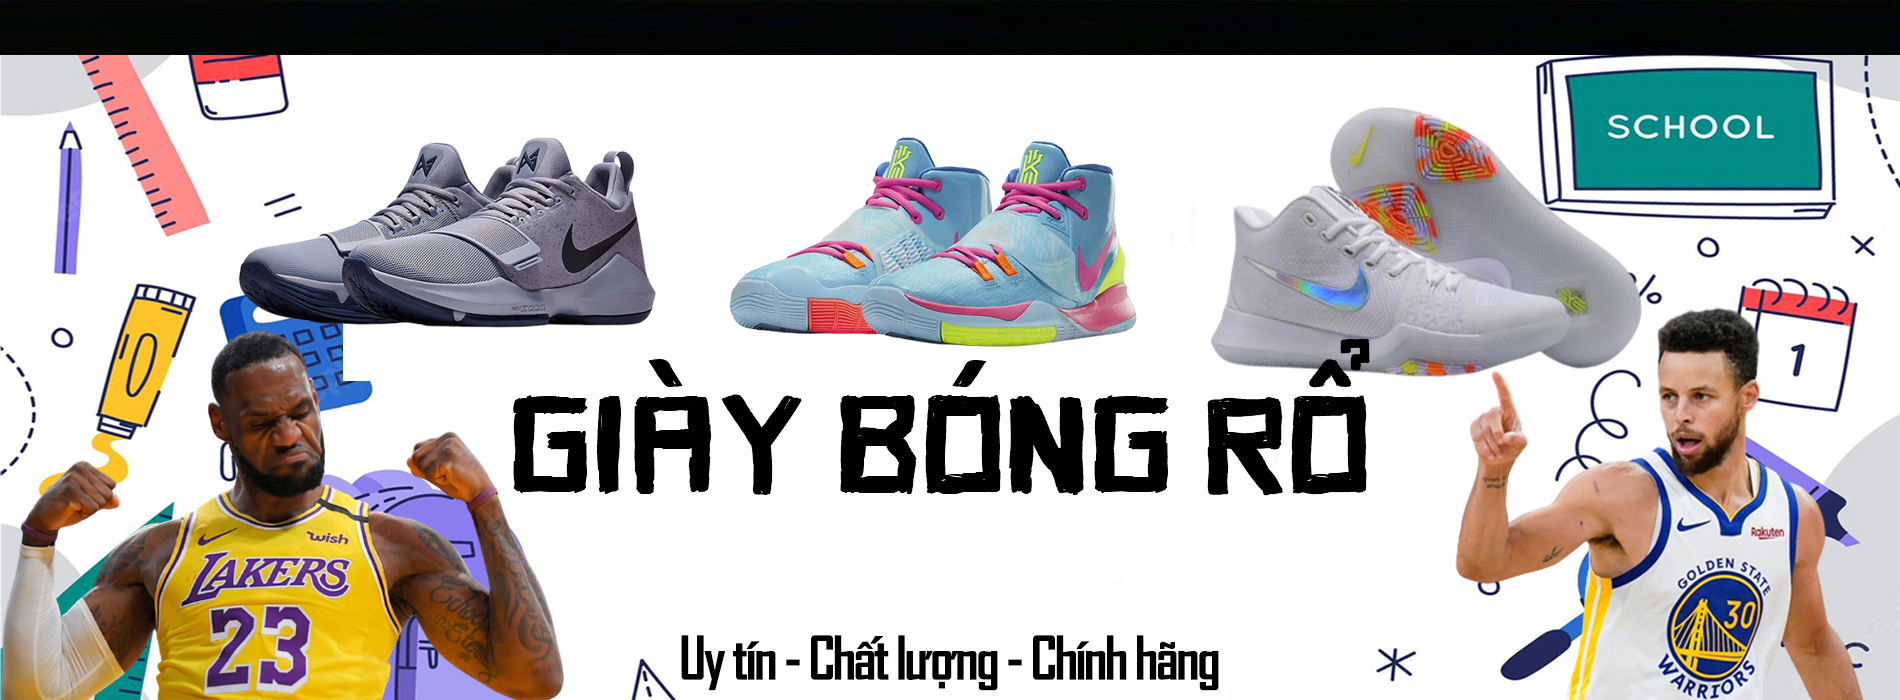 SCHOOL
1
GIÀY BÓNG RỔ
wish
LAKERS
23
Rakuten
GOLDEN STATE
30
WARRIORS
Uy tín - Chất lượng - Chính hãng